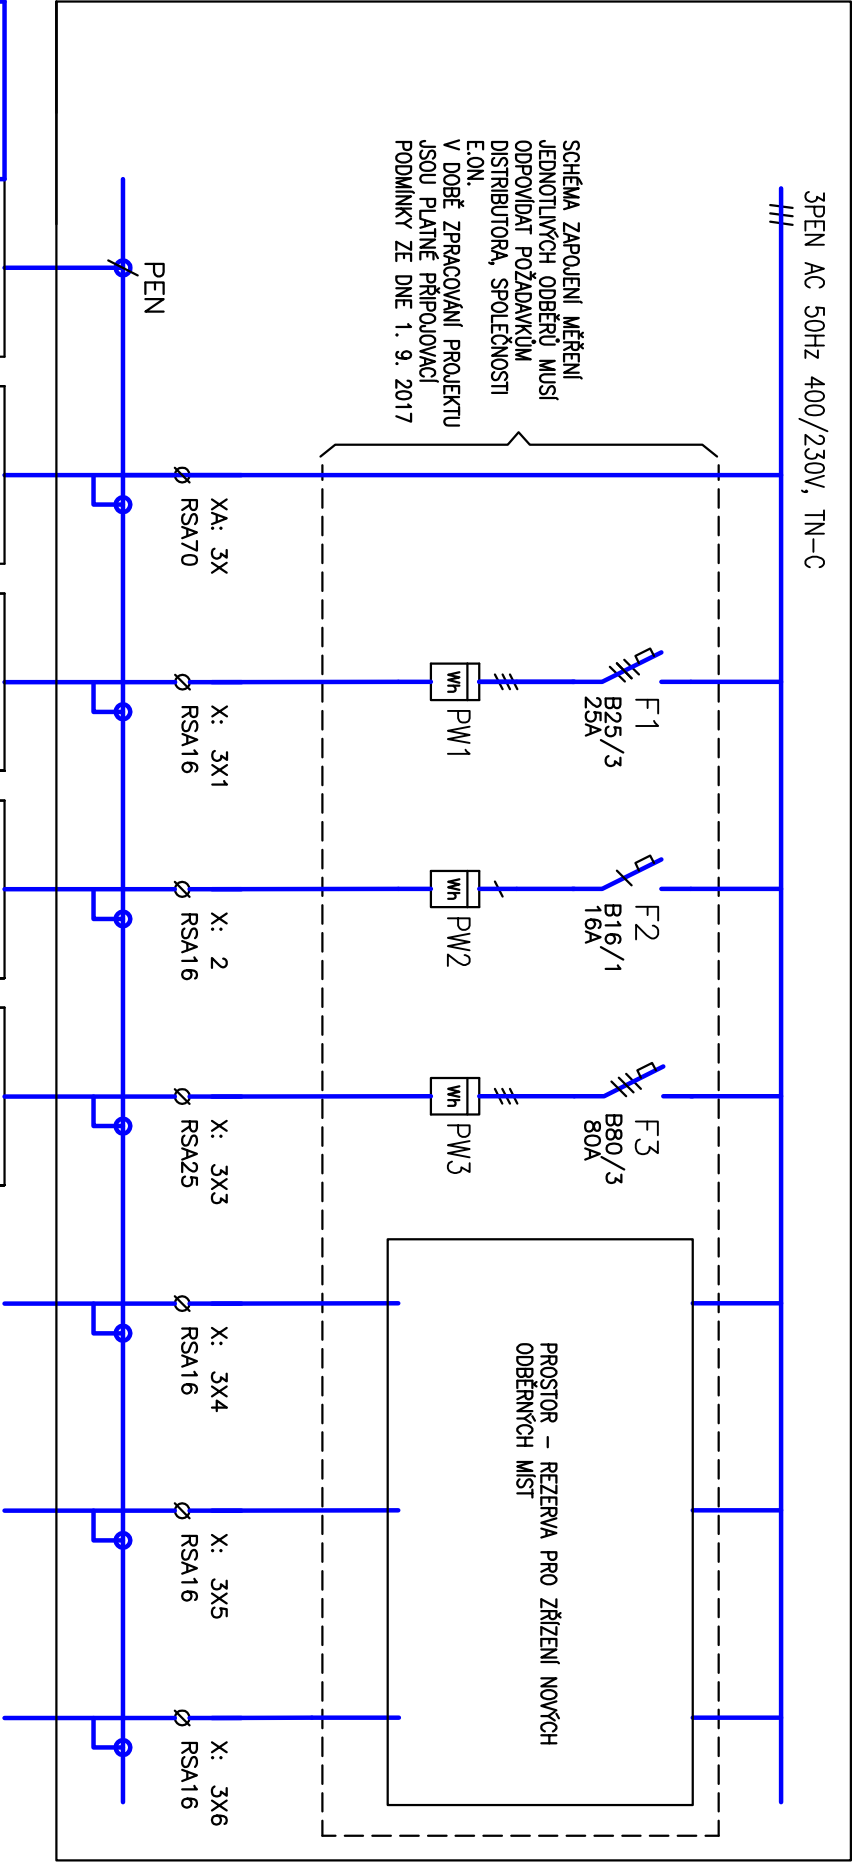 3PEN AC 50Hz 400/230V, TN-C
SCHÉMA ZAPOJENÍ MĚŘENÍ
JEDNOTLIVÝCH ODBĚRŮ MUSÍ
ODPOVÍDAT POŽADAVKŮM
DISTRIBUTORA, SPOLEČNOSTI
E.ON.
V DOBĚ ZPRACOVÁNÍ PROJEKTU
JSOU PLATNÉ PŘIPOJOVACÍ
PODMÍNKY ZE DNE 1. 9. 2017
PEN
XA: 3X
RSA70
F1
B25/3
25A
Wh
PW1
X: 3X1
RSA16
F2
B16/1
16A
Wh
PW2
X: 2
RSA16
F3
B80/3
80A
Wh
PW3
X: 3X3
RSA25
PROSTOR - REZERVA PRO ZŘÍZENÍ NOVÝCH
ODBĚRNÝCH MÍST
X: 3X4
RSA16
X: 3X5
RSA16
X: 3X6
RSA16